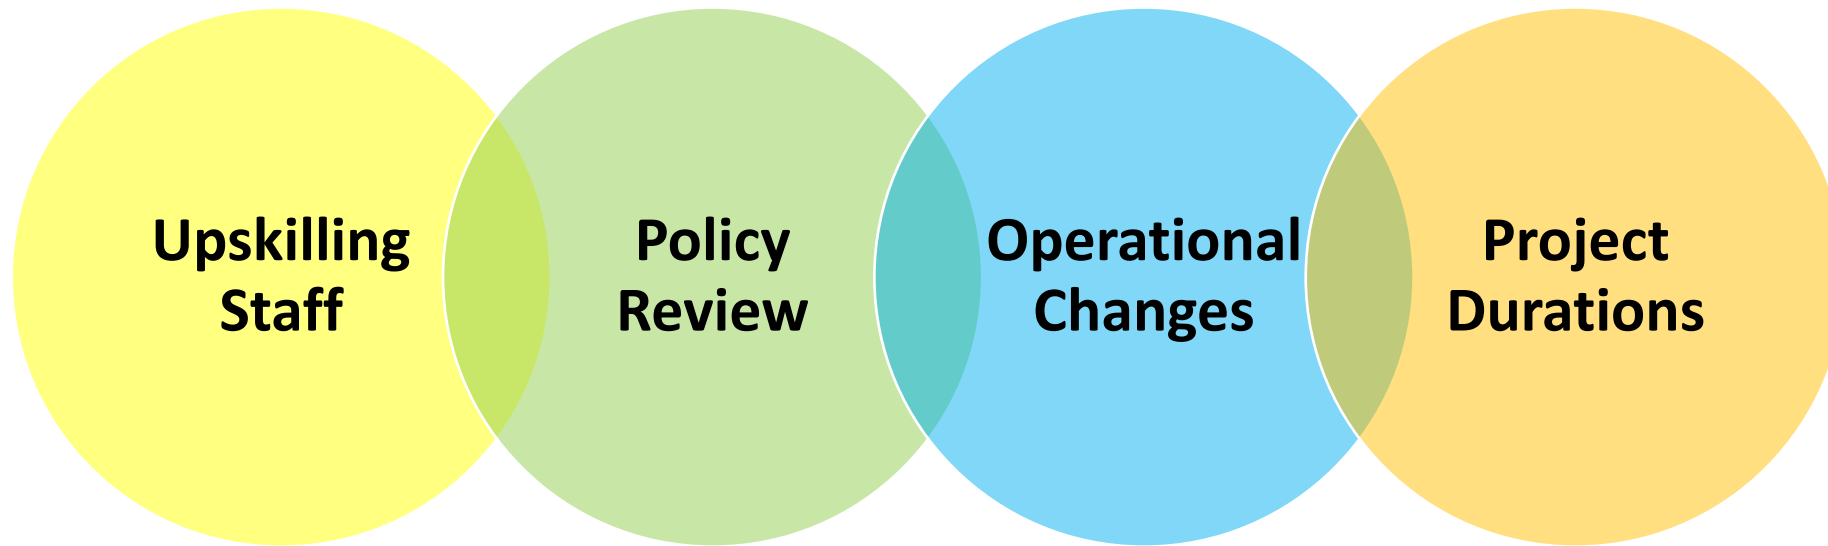 Upskilling
Staff
Policy
Review
Operational
Changes
Project
Durations